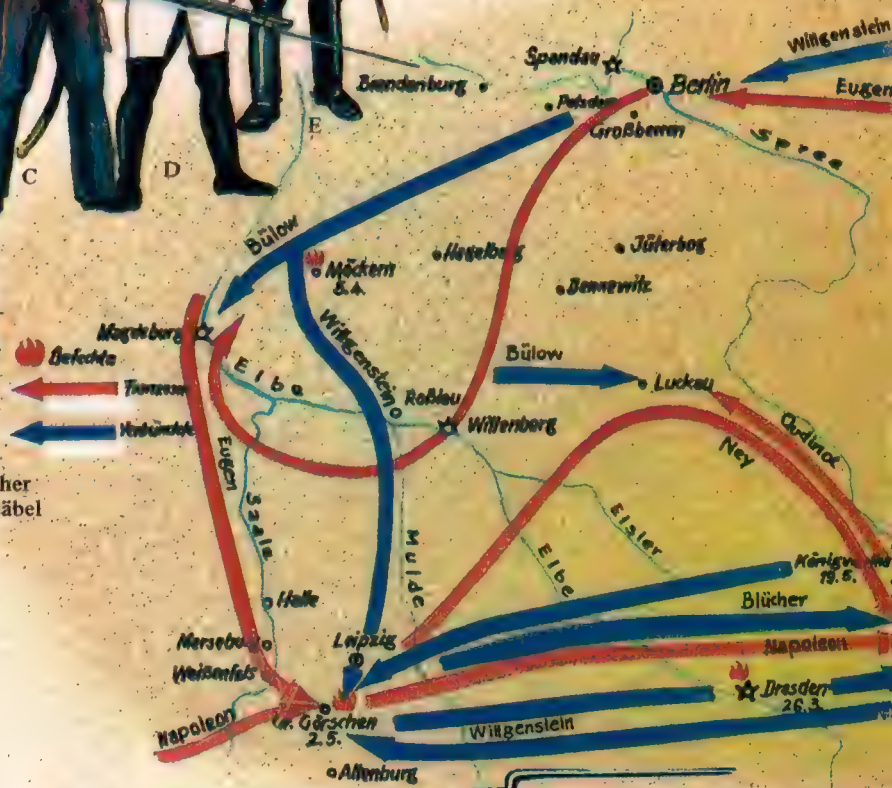 Wittgenstein
Spandau
Brandenburg
Berlin
Eugen
Potsdam
Großbeeren
Spree
E
C
D
Bülow
Hagelberg
Jüterbog
Möckern
5.4.
Dennewitz
Magdeburg
Wittgenstein
Gefechte
Elbe
Bülow
Luckau
Franzosen
Roßlau
Oudinot
Verbündete
Wittenberg
Ney
Eugen
her
äbel
Saale
Elster
Mulde
Elbe
19.5.
Halle
Blücher
Merseburg
Leipzig
Napoleon
Weißenfels
Dresden
26.3.
Napoleon
Gr. Görschen
2.5.
Wittgenstein
Altenburg